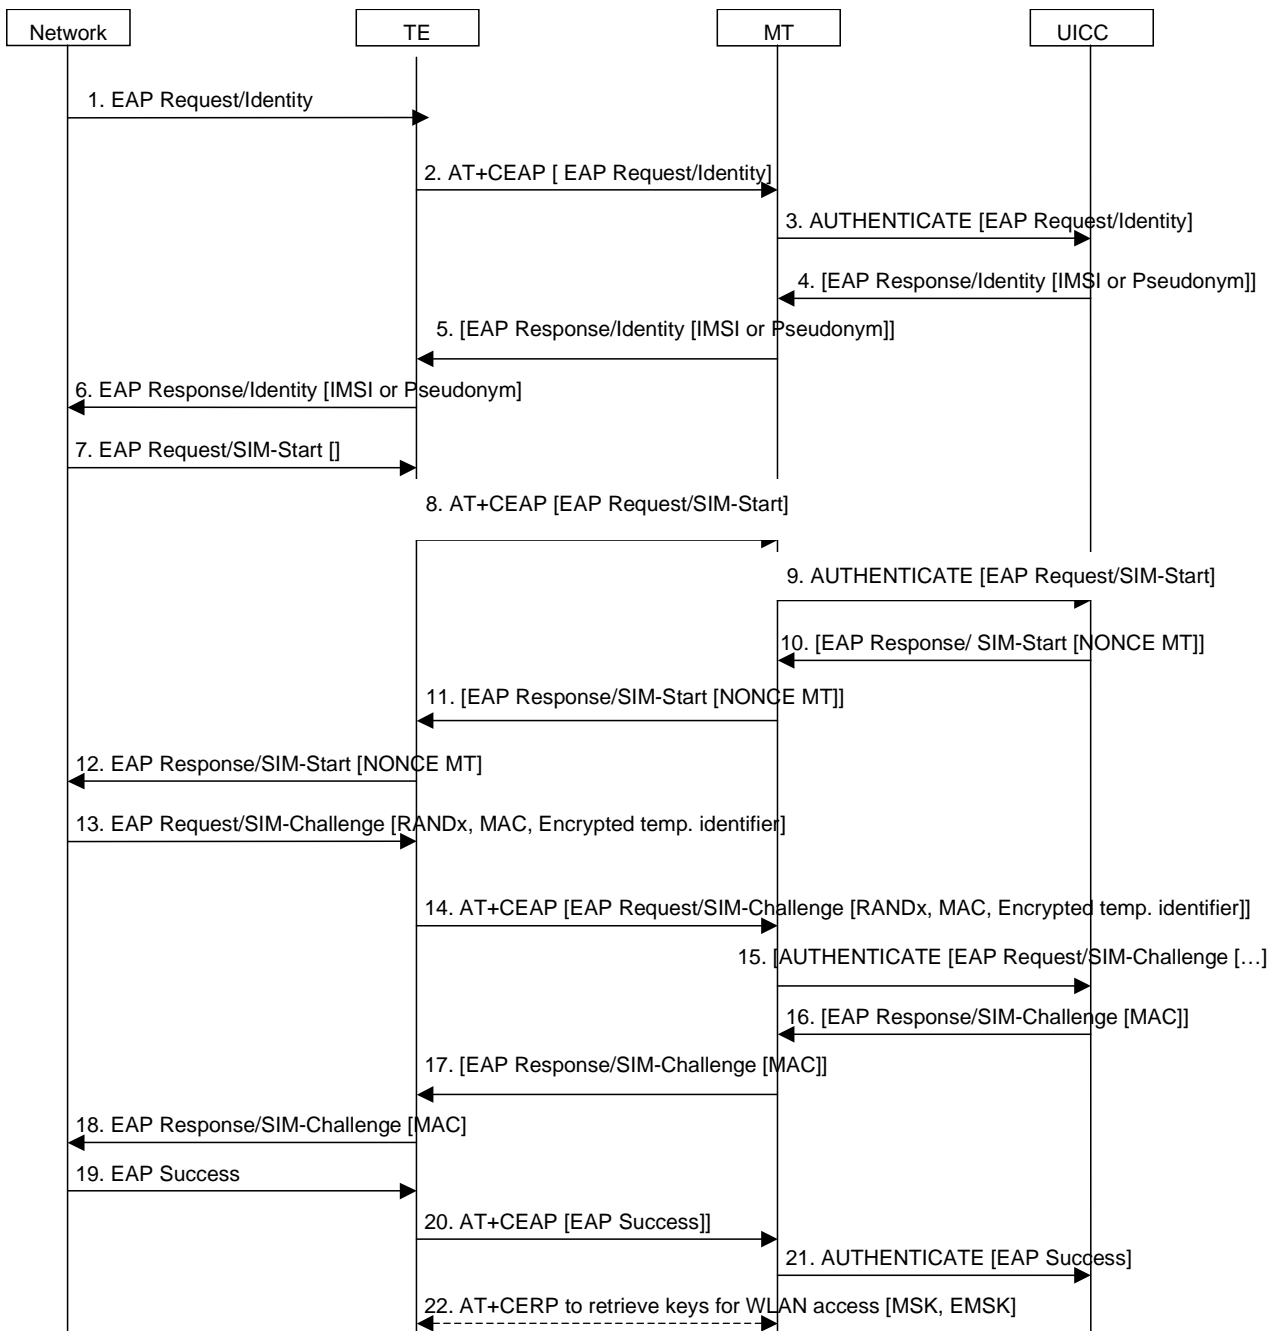 Network
TE
MT
UICC
1. EAP Request/Identity
2. AT+CEAP [ EAP Request/Identity]
3. AUTHENTICATE [EAP Request/Identity]
4. [EAP Response/Identity [IMSI or Pseudonym]]
5. [EAP Response/Identity [IMSI or Pseudonym]]
6. EAP Response/Identity [IMSI or Pseudonym]
7. EAP Request/SIM-Start []
8. AT+CEAP [EAP Request/SIM-Start]
9. AUTHENTICATE [EAP Request/SIM-Start]
10. [EAP Response/ SIM-Start [NONCE MT]]
11. [EAP Response/SIM-Start [NONCE MT]]
12. EAP Response/SIM-Start [NONCE MT]
13. EAP Request/SIM-Challenge [RANDx, MAC, Encrypted temp. identifier]
14. AT+CEAP [EAP Request/SIM-Challenge [RANDx, MAC, Encrypted temp. identifier]]
15. [AUTHENTICATE [EAP Request/SIM-Challenge […]
16. [EAP Response/SIM-Challenge [MAC]]
17. [EAP Response/SIM-Challenge [MAC]]
18. EAP Response/SIM-Challenge [MAC]
19. EAP Success
20. AT+CEAP [EAP Success]]
21. AUTHENTICATE [EAP Success]
22. AT+CERP to retrieve keys for WLAN access [MSK, EMSK]